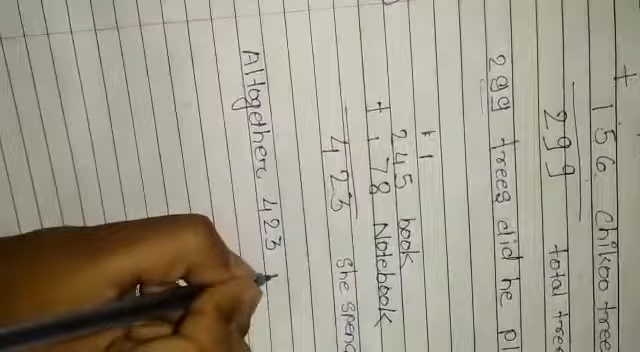 + 156. Chikoo tree
299 total tree
299 trees did he pl
+1
245 book
+ 178 Notebook
423 She spen
Altogether 423